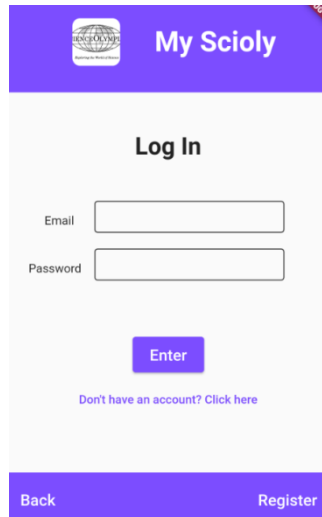 My Scioly
Log In
Email
Password
Enter
Don't have an account? Click here
Back
Register